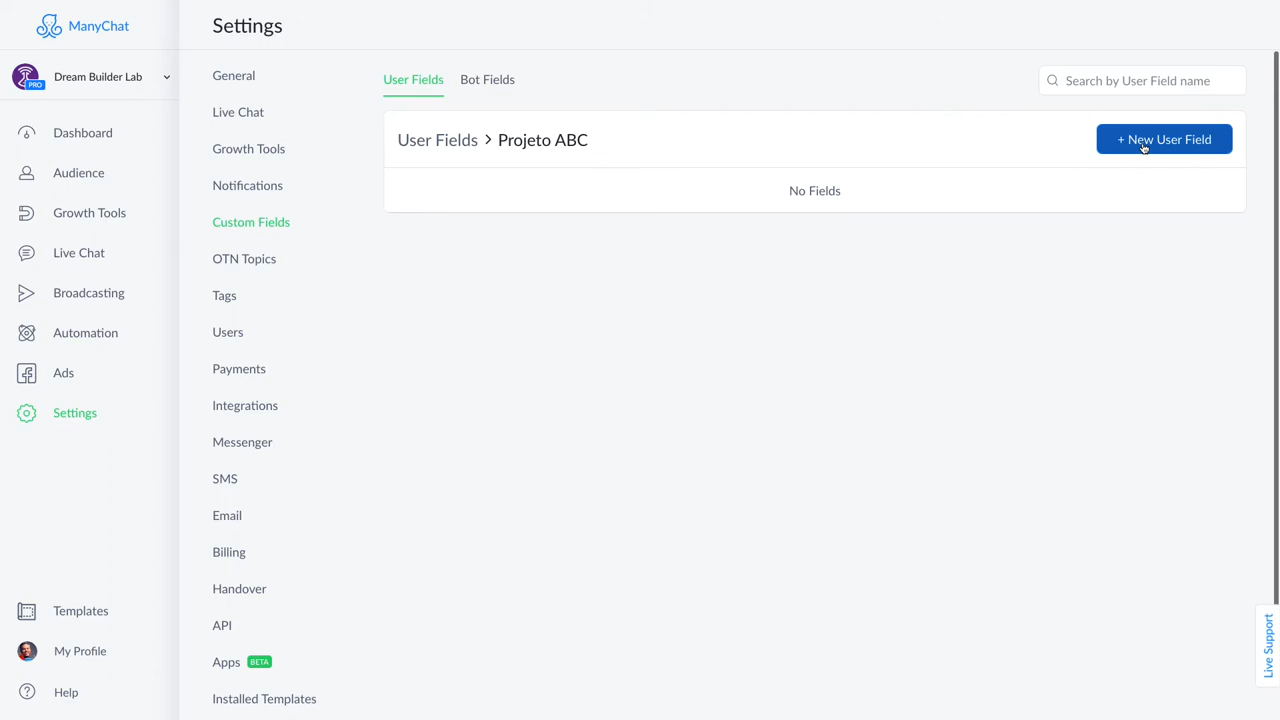 ManyChat
Dream Builder Lab
PRO
Dashboard
Audience
Growth Tools
Live Chat
Broadcasting
Automation
Ads
Settings
Templates
My Profile
Help
Settings
General
Live Chat
Growth Tools
Notifications
Custom Fields
OTN Topics
Tags
Users
Payments
Integrations
Messenger
SMS
Email
Billing
Handover
API
Apps BETA
Installed Templates
User Fields Bot Fields
Search by User Field name
User Fields > Projeto ABC
+ New User Field
No Fields
Live Support